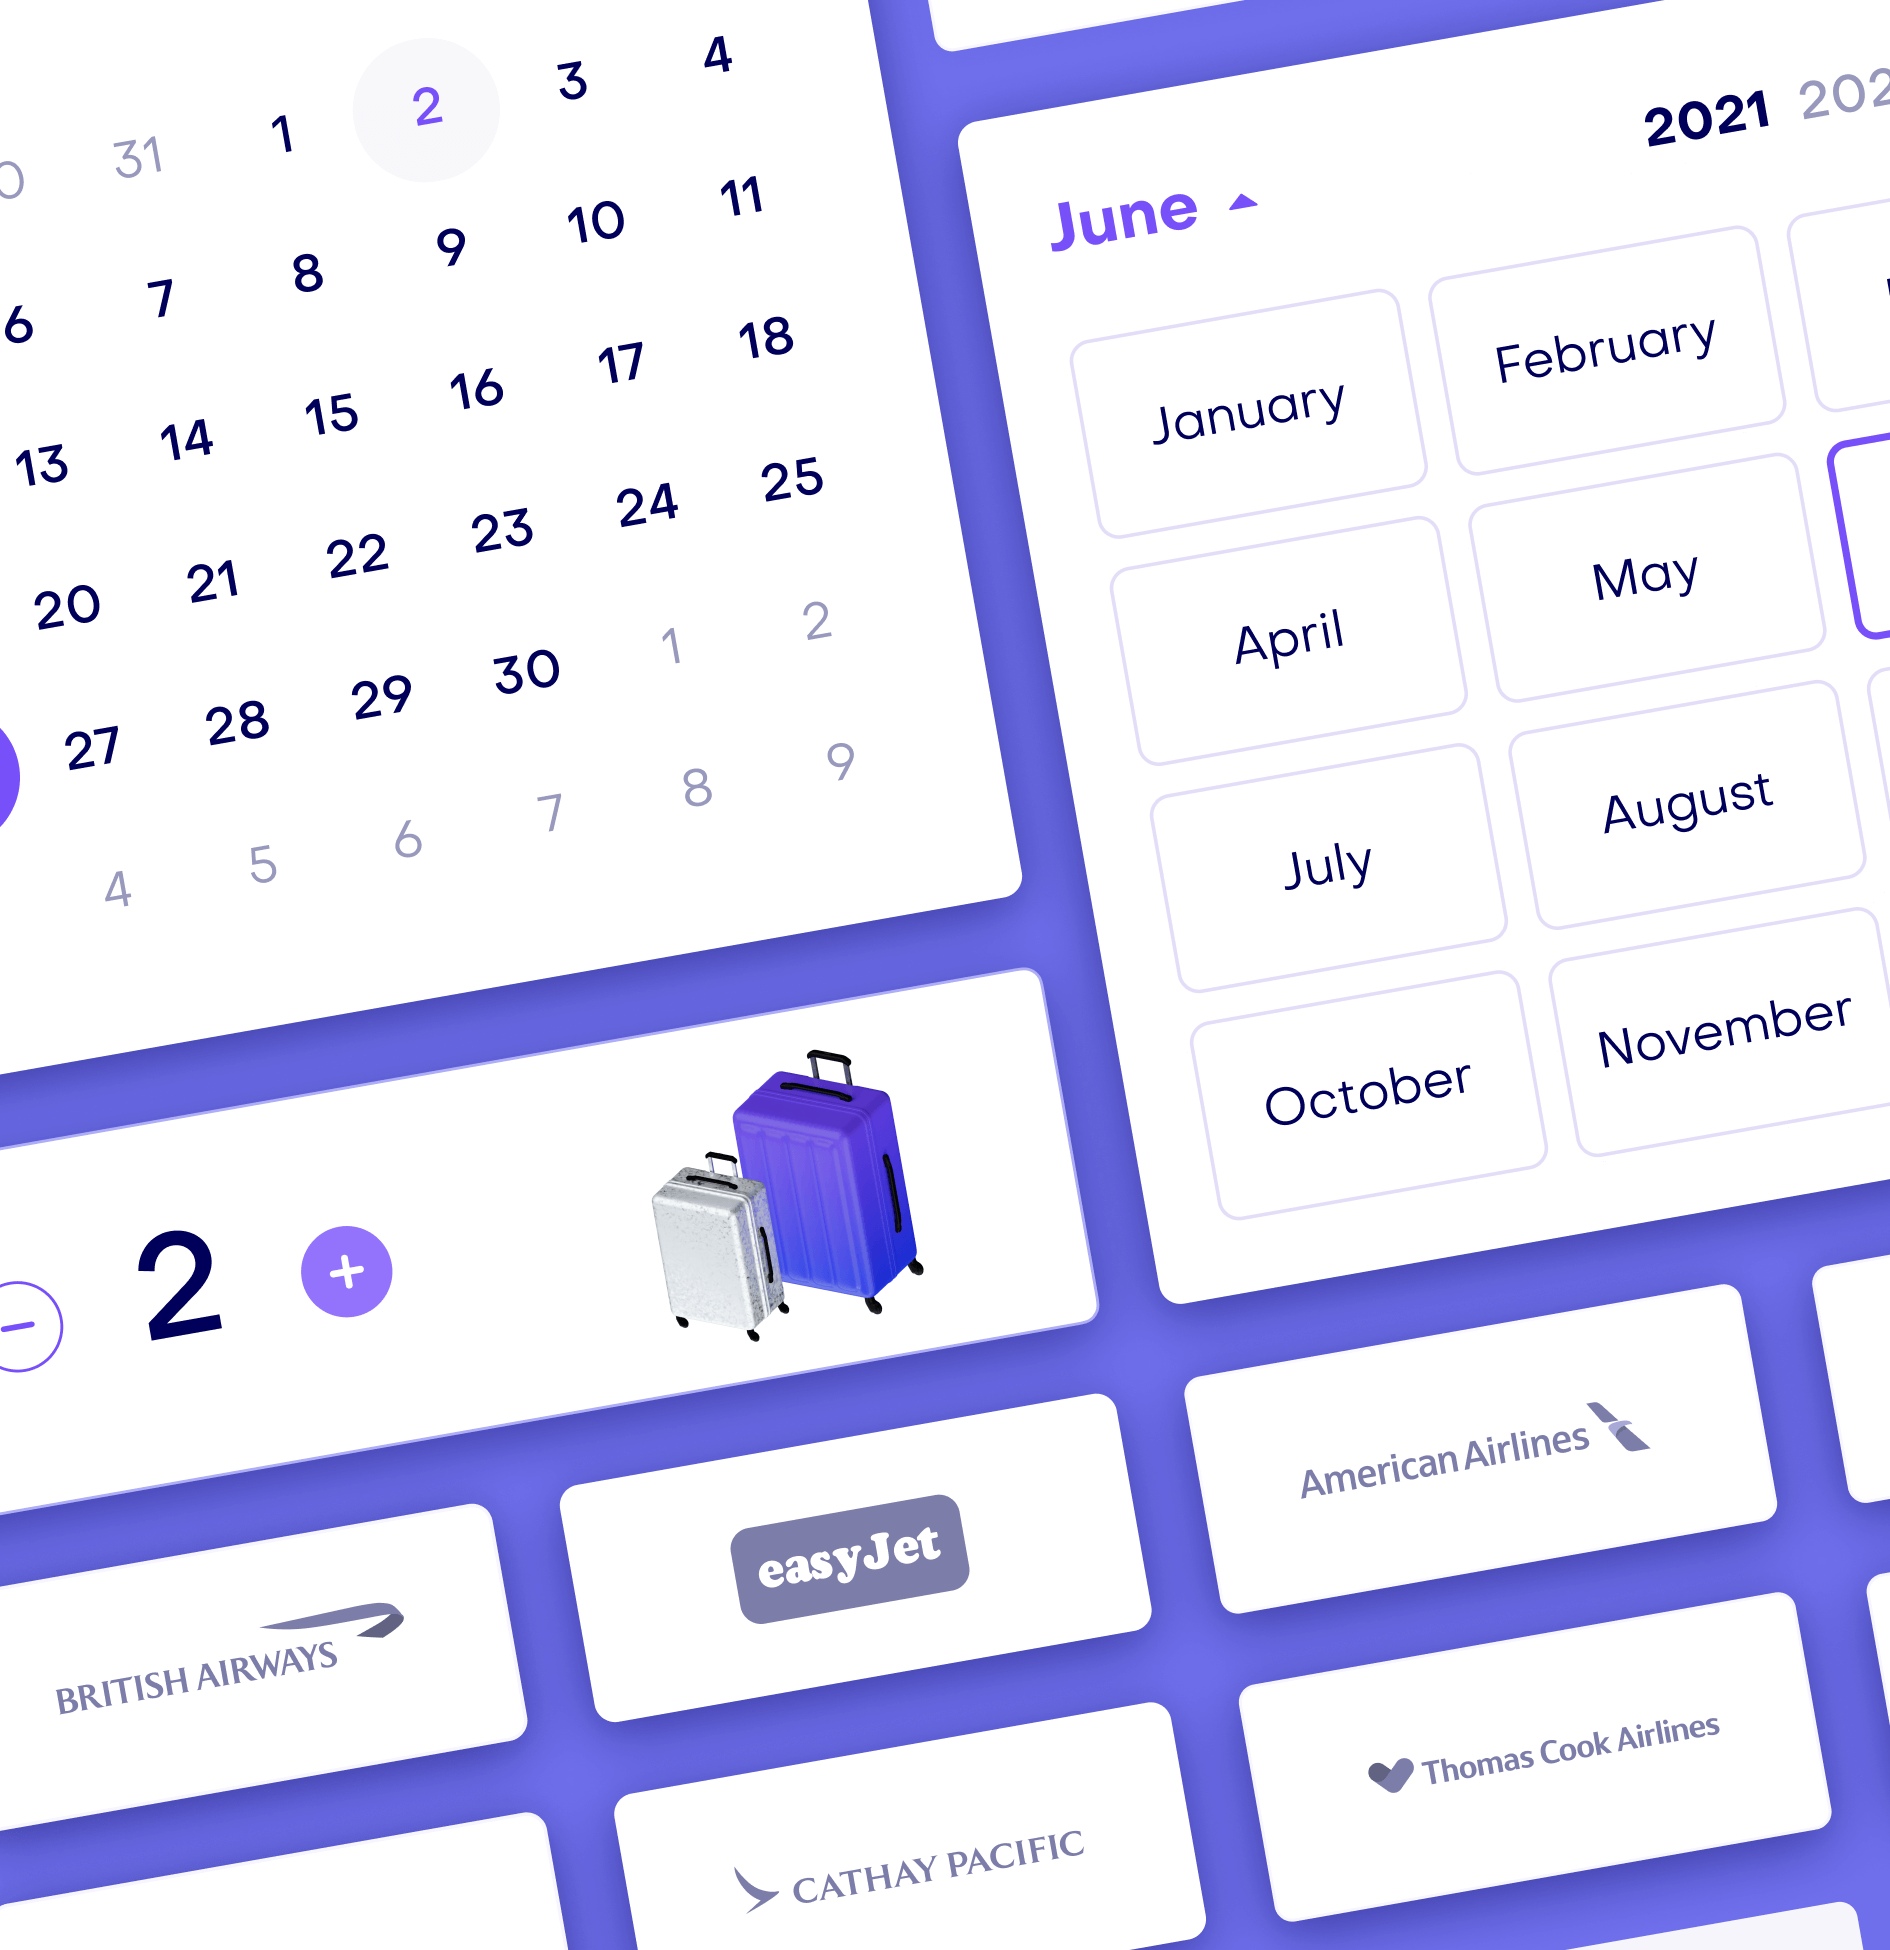 31 1 2 3 4
6 7 8 9 10 11
13 14 15 16 17 18
20 21 22 23 24 25
27 28 29 30 1 2
4 5 6 7 8 9
2021
June
January February
April May
July August
October November
− 2 +
BRITISH AIRWAYS
easyJet
American Airlines
CATHAY PACIFIC
Thomas Cook Airlines